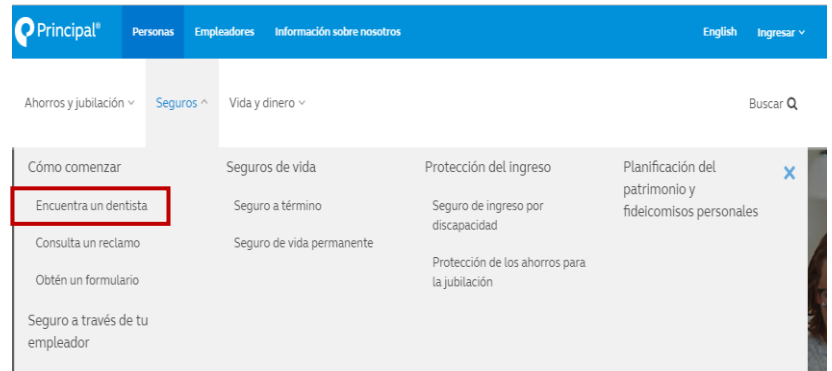 Principal® Personas Empleadores Información sobre nosotros English Ingresar
Ahorros y jubilación Seguros Vida y dinero Buscar
Cómo comenzar
Encuentra un dentista
Consulta un reclamo
Obtén un formulario
Seguro a través de tu
empleador
Seguros de vida
Seguro a término
Seguro de vida permanente
Protección del ingreso
Seguro de ingreso por
discapacidad
Protección de los ahorros para
la jubilación
Planificación del
patrimonio y
fideicomisos personales